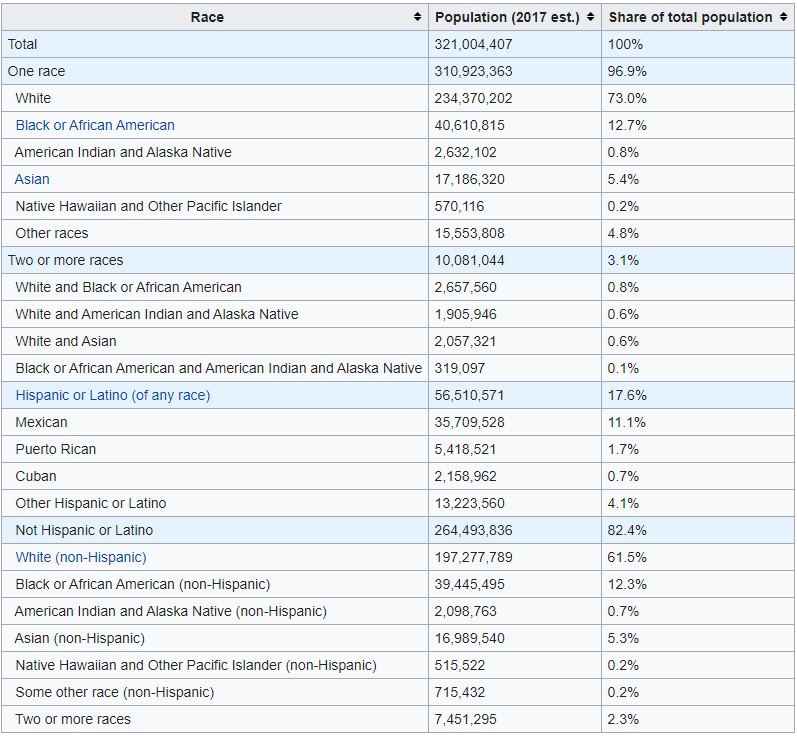 Race Population (2017 est.) Share of total population
Total 321,004,407 100%
One race 310,923,363 96.9%
White 234,370,202 73.0%
Black or African American 40,610,815 12.7%
American Indian and Alaska Native 2,632,102 0.8%
Asian 17,186,320 5.4%
Native Hawaiian and Other Pacific Islander 570,116 0.2%
Other races 15,553,808 4.8%
Two or more races 10,081,044 3.1%
White and Black or African American 2,657,560 0.8%
White and American Indian and Alaska Native 1,905,946 0.6%
White and Asian 2,057,321 0.6%
Black or African American and American Indian and Alaska Native 319,097 0.1%
Hispanic or Latino (of any race) 56,510,571 17.6%
Mexican 35,709,528 11.1%
Puerto Rican 5,418,521 1.7%
Cuban 2,158,962 0.7%
Other Hispanic or Latino 13,223,560 4.1%
Not Hispanic or Latino 264,493,836 82.4%
White (non-Hispanic) 197,277,789 61.5%
Black or African American (non-Hispanic) 39,445,495 12.3%
American Indian and Alaska Native (non-Hispanic) 2,098,763 0.7%
Asian (non-Hispanic) 16,989,540 5.3%
Native Hawaiian and Other Pacific Islander (non-Hispanic) 515,522 0.2%
Some other race (non-Hispanic) 715,432 0.2%
Two or more races 7,451,295 2.3%